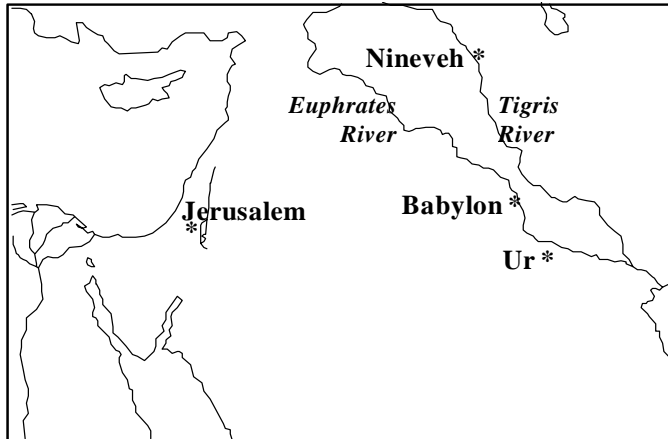 Nineveh *
Euphrates
River
Tigris
River
Jerusalem
*
Babylon *
Ur *